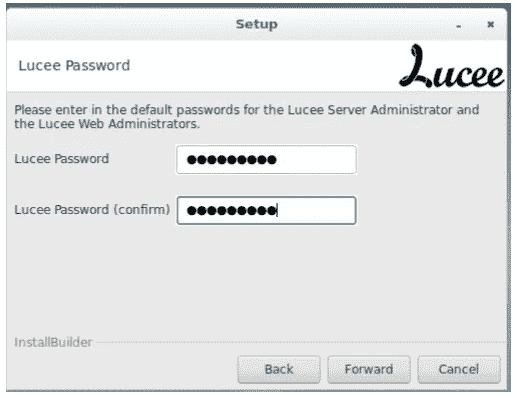 Setup
Lucee Password
Lucee
Please enter in the default passwords for the Lucee Server Administrator and
the Lucee Web Administrators.
Lucee Password ●●●●●●●●●
Lucee Password (confirm) ●●●●●●●●●
InstallBuilder
Back Forward Cancel